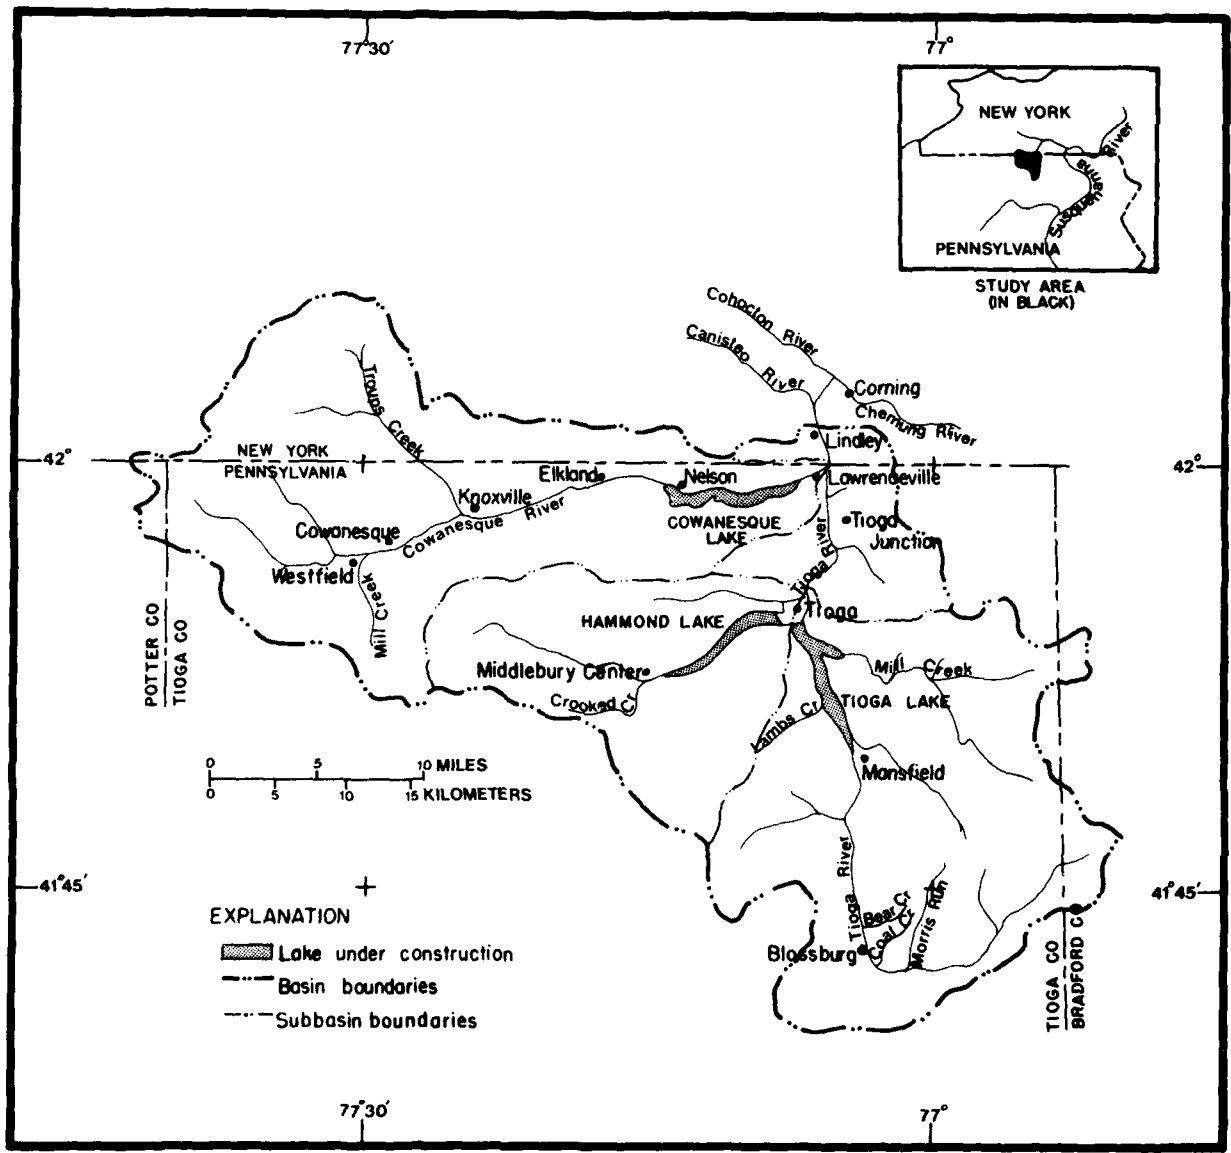 77°30'
77°
NEW YORK
Susquehanna River
PENNSYLVANIA
STUDY AREA
(IN BLACK)
Cohocton River
Canisteo River
Corning
Chemung River
Troups Creek
Lindley
42°
NEW YORK
PENNSYLVANIA
42°
Elkland
Nelson
Lawrenceville
Knoxville
Cowanesque River
COWANESQUE
LAKE
Tioga
Junction
Cowanesque
Westfield
Mill Creek
Tioga River
Tioga
HAMMOND LAKE
POTTER CO
TIOGA CO
Middlebury Center
Crooked Cr
Mill Creek
TIOGA LAKE
Lambs Cr
0 5 10 MILES
0 5 10 15 KILOMETERS
Mansfield
Tioga River
41°45'
41°45'
Bear Cr
Coal Cr
Morris Run
Blossburg
TIOGA CO
BRADFORD CO
EXPLANATION
Lake under construction
Basin boundaries
Subbasin boundaries
77°30'
77°